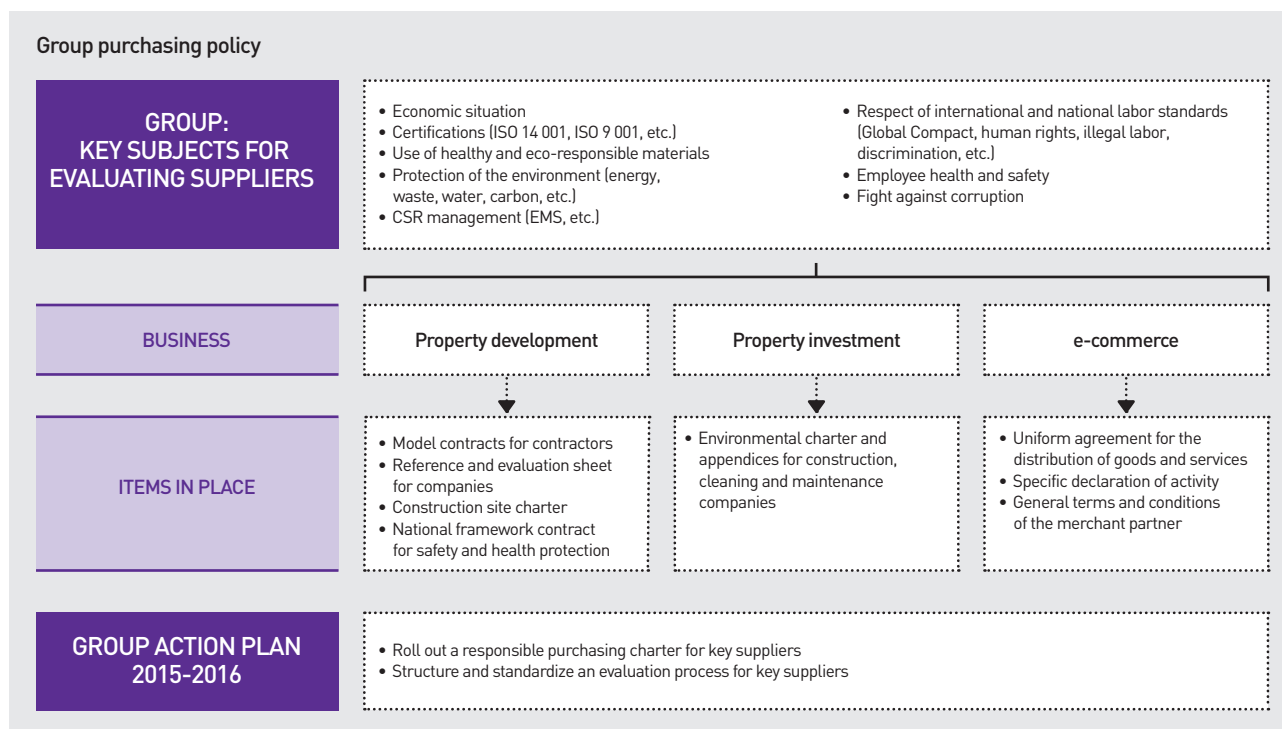 Group purchasing policy
GROUP:
KEY SUBJECTS FOR
EVALUATING SUPPLIERS
• Economic situation
• Certifications (ISO 14 001, ISO 9 001, etc.)
• Use of healthy and eco-responsible materials
• Protection of the environment (energy,
waste, water, carbon, etc.)
• CSR management (EMS, etc.)
• Respect of international and national labor standards
(Global Compact, human rights, illegal labor,
discrimination, etc.)
• Employee health and safety
• Fight against corruption
BUSINESS
Property development
Property investment
e-commerce
ITEMS IN PLACE
• Model contracts for contractors
• Reference and evaluation sheet
for companies
• Construction site charter
• National framework contract
for safety and health protection
• Environmental charter and
appendices for construction,
cleaning and maintenance
companies
• Uniform agreement for the
distribution of goods and services
• Specific declaration of activity
• General terms and conditions
of the merchant partner
GROUP ACTION PLAN
2015-2016
• Roll out a responsible purchasing charter for key suppliers
• Structure and standardize an evaluation process for key suppliers